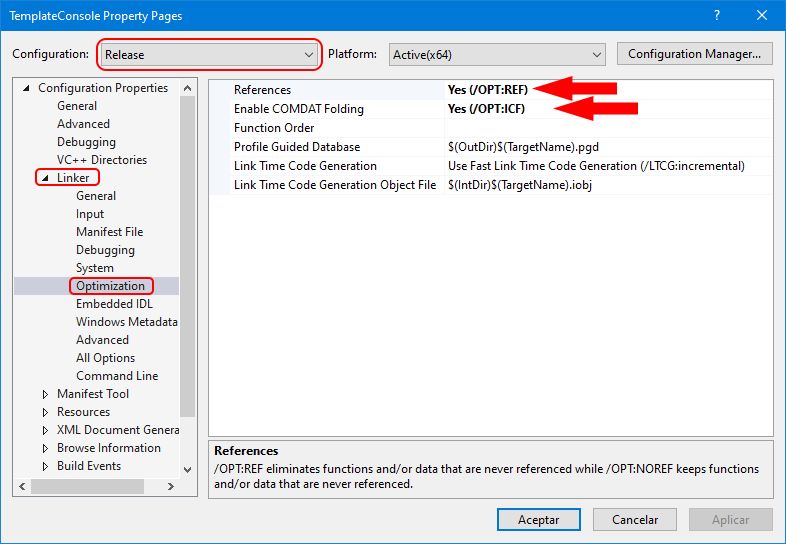 TemplateConsole Property Pages
?
Configuration: Release Platform: Active(x64) Configuration Manager...
Configuration Properties
General
Advanced
Debugging
VC++ Directories
Linker
General
Input
Manifest File
Debugging
System
Optimization
Embedded IDL
Windows Metadata
Advanced
All Options
Command Line
Manifest Tool
Resources
XML Document Genera
Browse Information
Build Events
References Yes (/OPT:REF)
Enable COMDAT Folding Yes (/OPT:ICF)
Function Order
Profile Guided Database $(OutDir)$(TargetName).pgd
Link Time Code Generation Use Fast Link Time Code Generation (/LTCG:incremental)
Link Time Code Generation Object File $(IntDir)$(TargetName).iobj
References
/OPT:REF eliminates functions and/or data that are never referenced while /OPT:NOREF keeps functions
and/or data that are never referenced.
Aceptar Cancelar Aplicar